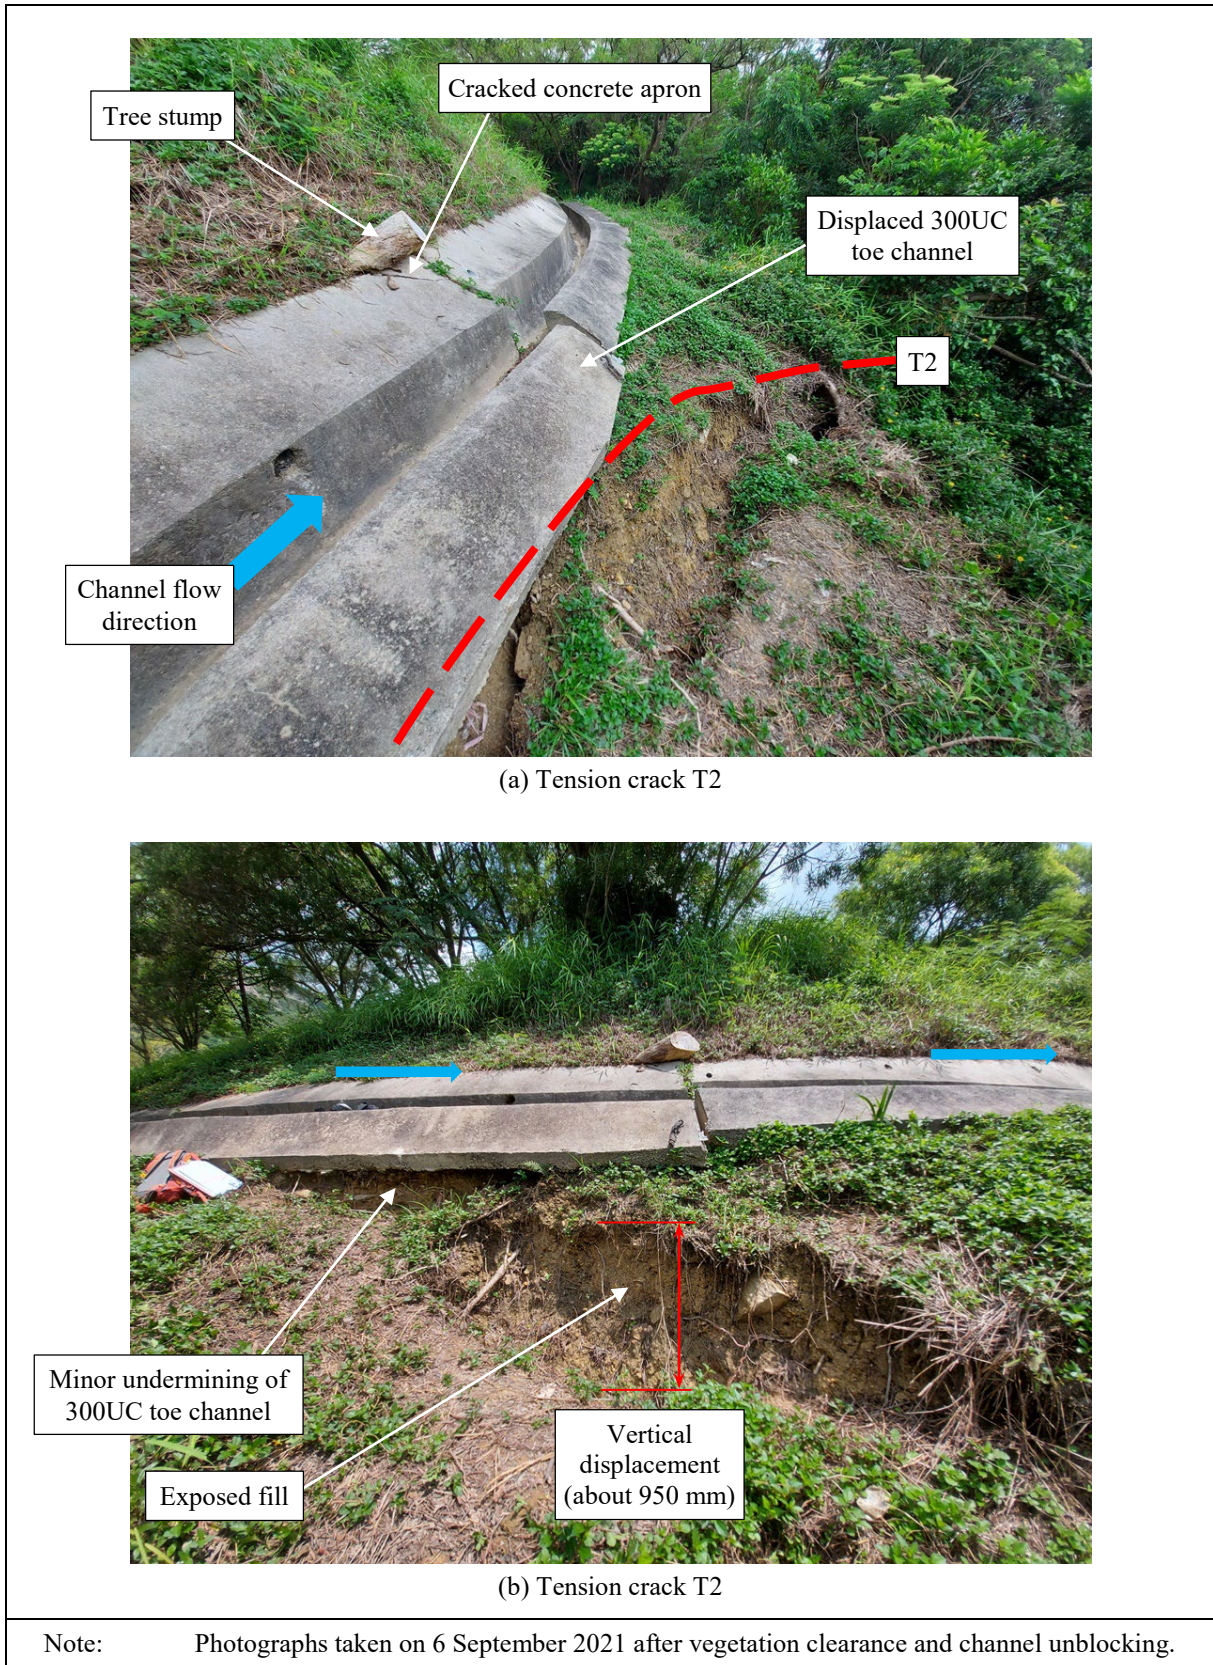 Tree stump
Cracked concrete apron
Displaced 300UC
toe channel
T2
Channel flow
direction
(a) Tension crack T2
Minor undermining of
300UC toe channel
Exposed fill
Vertical
displacement
(about 950 mm)
(b) Tension crack T2
Note: Photographs taken on 6 September 2021 after vegetation clearance and channel unblocking.